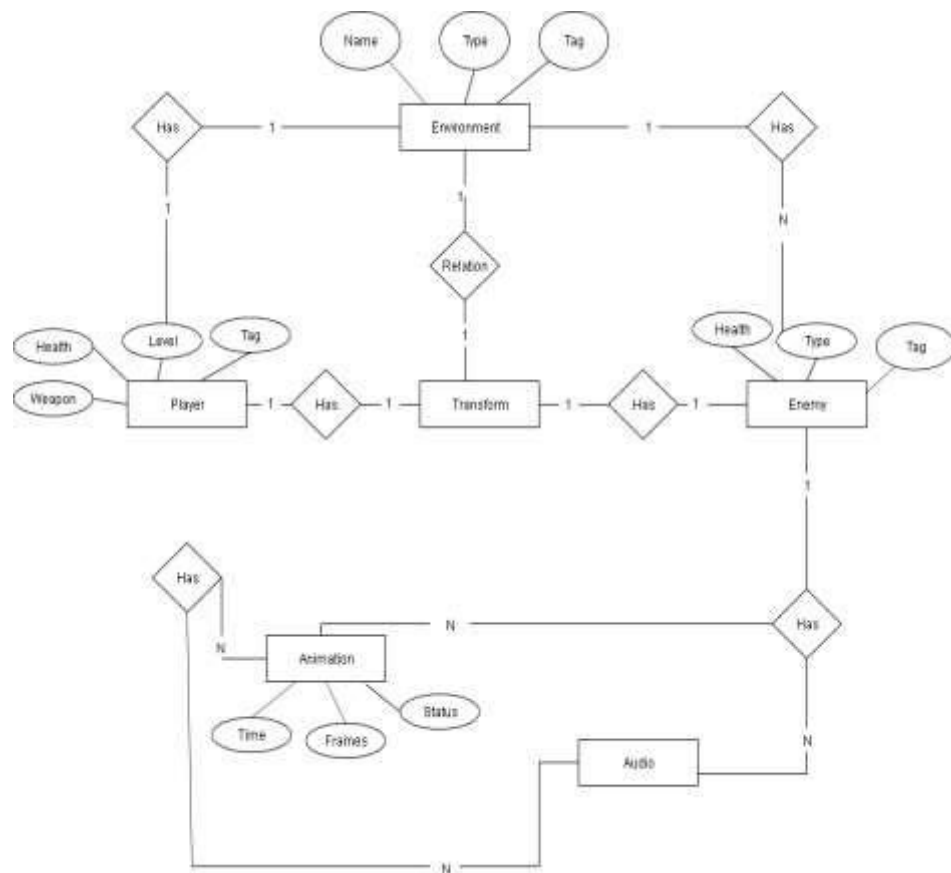 Name
Type
Tag
Has
1
Environment
1
Has
1
1
N
Relation
1
Health
Level
Tag
Health
Type
Tag
Weapon
Player
1
Has
1
Transform
1
Has
1
Enemy
1
Has
N
Has
N
Animation
Status
Time
Frames
N
Audio
N